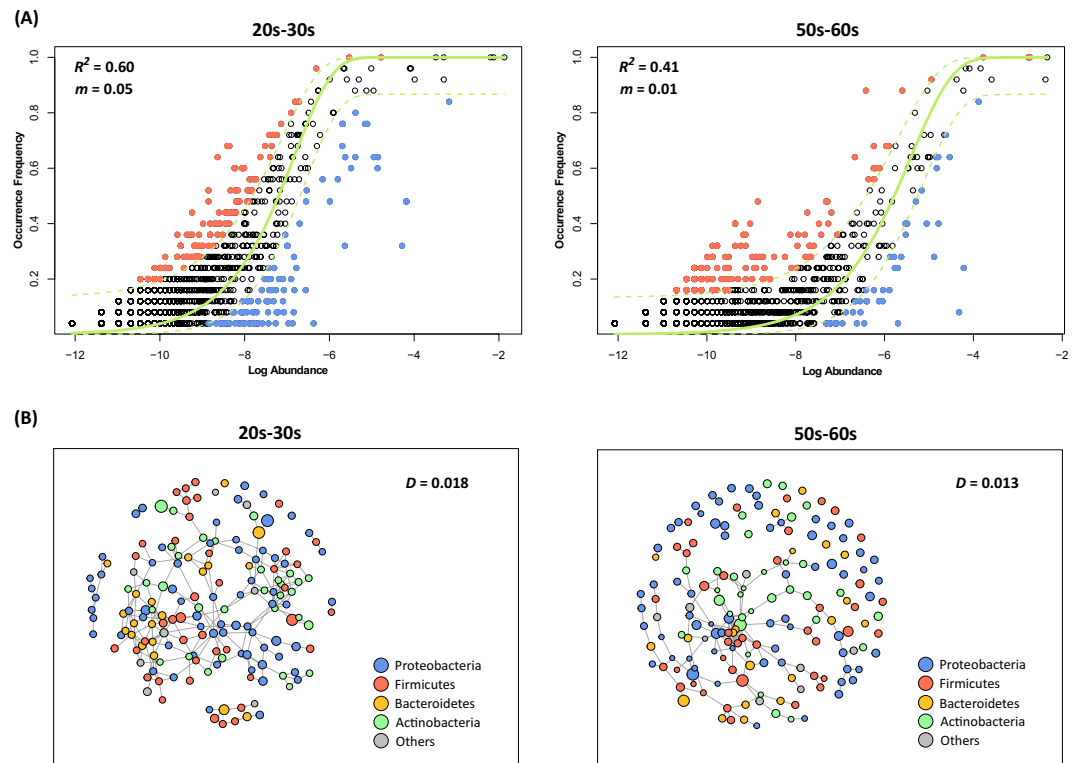 (A)
20s-30s
50s-60s
R² = 0.60
m = 0.05
Occurrence Frequency
0.2 0.4 0.6 0.8 1.0
−12 −10 −8 −6 −4 −2
Log Abundance
R² = 0.41
m = 0.01
Occurrence Frequency
0.2 0.4 0.6 0.8 1.0
−12 −10 −8 −6 −4 −2
Log Abundance
(B)
20s-30s
50s-60s
D = 0.018
Proteobacteria
Firmicutes
Bacteroidetes
Actinobacteria
Others
D = 0.013
Proteobacteria
Firmicutes
Bacteroidetes
Actinobacteria
Others